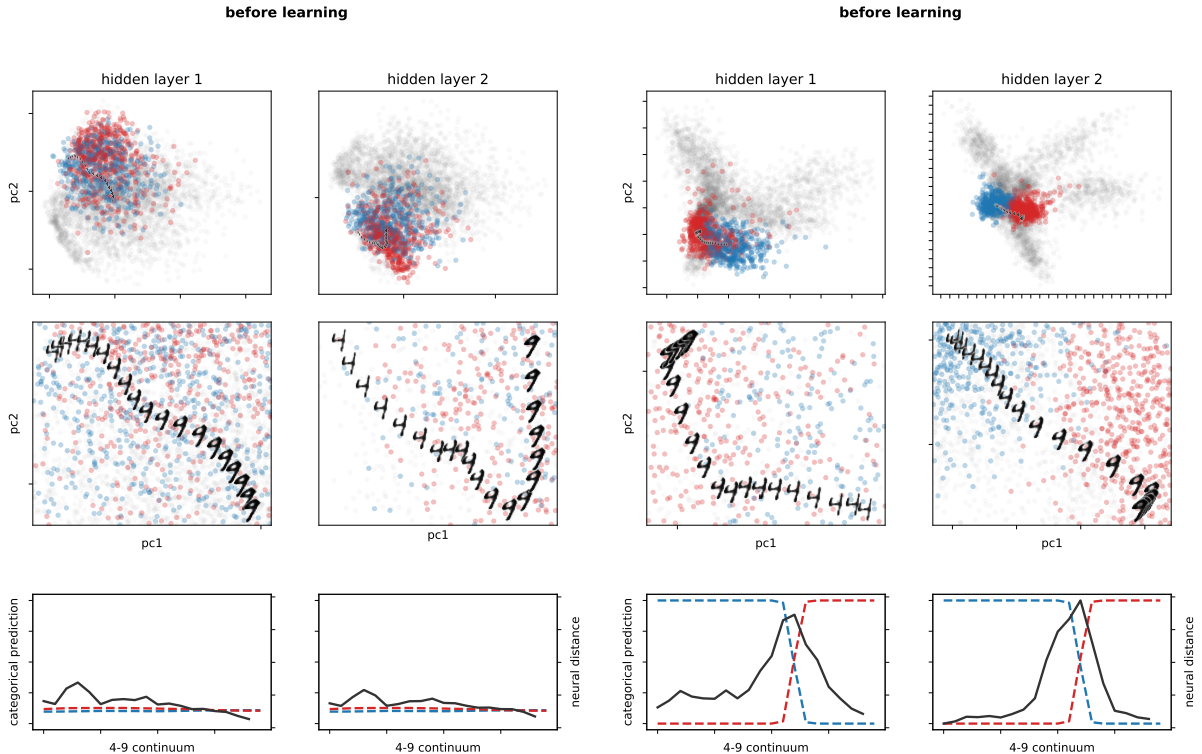 before learning
before learning
hidden layer 1
hidden layer 2
hidden layer 1
hidden layer 2
pc2
pc2
pc2
pc2
pc1
pc1
pc1
pc1
categorical prediction
neural distance
categorical prediction
neural distance
4-9 continuum
4-9 continuum
4-9 continuum
4-9 continuum